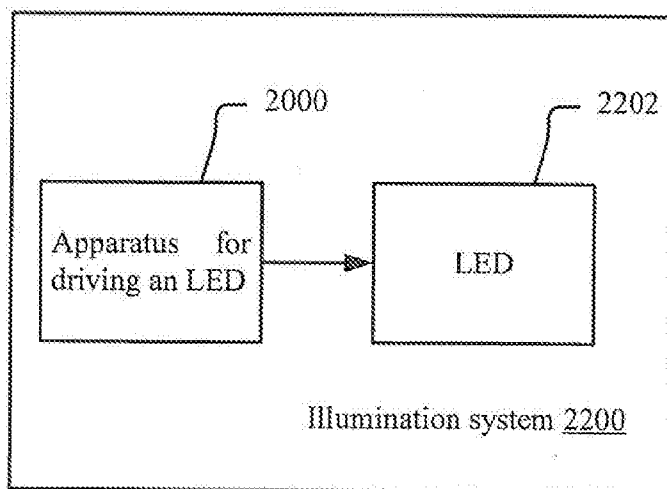 2000
2202
Apparatus for
driving an LED
LED
Illumination system 2200